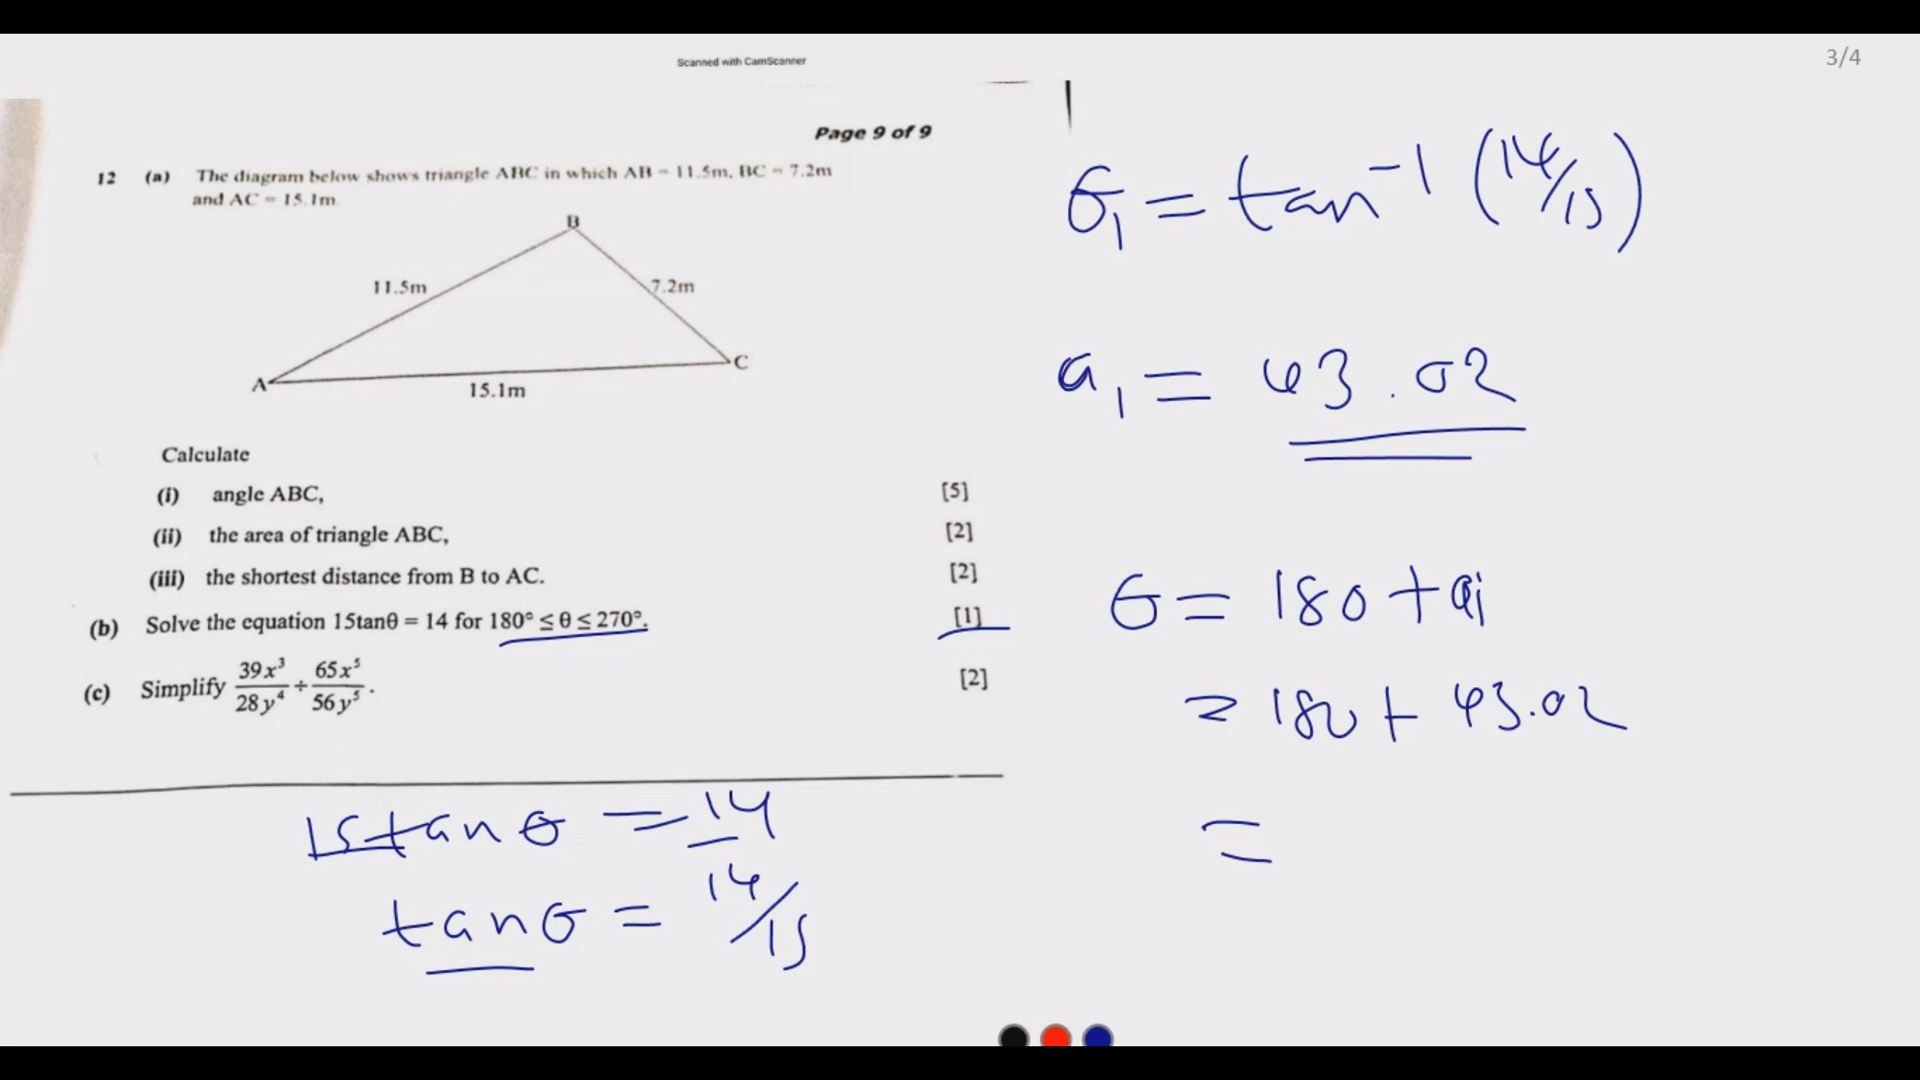 Scanned with CamScanner
3/4
Page 9 of 9
12 (a) The diagram below shows triangle ABC in which AB = 11.5m, BC = 7.2m
and AC = 15.1m.
B
11.5m
7.2m
A
C
15.1m
Calculate
(i) angle ABC, [5]
(ii) the area of triangle ABC, [2]
(iii) the shortest distance from B to AC. [2]
(b) Solve the equation 15tanθ = 14 for 180° ≤ θ ≤ 270°. [1]
(c) Simplify 39x³/28y⁴ ÷ 65x⁵/56y⁵. [2]
15tanθ = 14
tanθ = 14/15
θ₁ = tan⁻¹ (14/15)
a₁ = 43.02
θ = 180 + a₁
= 180 + 43.02
=